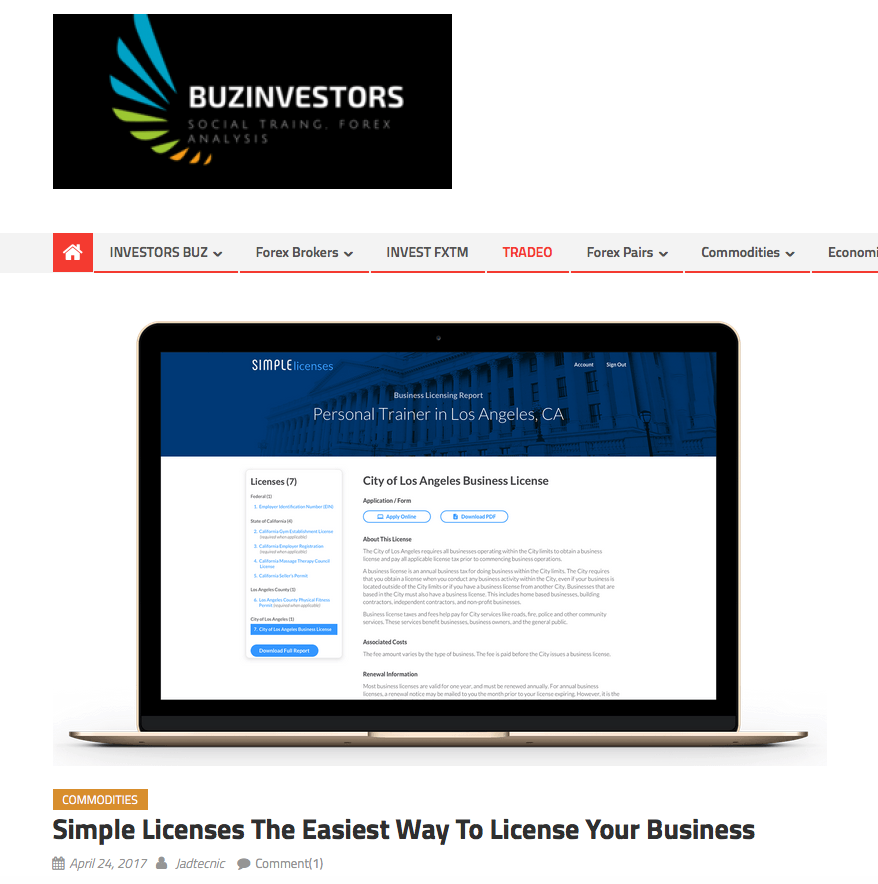 BUZINVESTORS
SOCIAL TRAING. FOREX
ANALYSIS
INVESTORS BUZ Forex Brokers INVEST FXTM TRADEO Forex Pairs Commodities Economi
SIMPLElicenses Account Sign Out
Business Licensing Report
Personal Trainer in Los Angeles, CA
Licenses (7)
Federal (1)
1. Employer Identification Number (EIN)
State of California (4)
2. California Gym Establishment License
(required when applicable)
3. California Employer Registration
(required when applicable)
4. California Massage Therapy Council
License
5. California Seller's Permit
Los Angeles County (1)
6. Los Angeles County Physical Fitness
Permit (required when applicable)
City of Los Angeles (1)
7. City of Los Angeles Business License
Download Full Report
City of Los Angeles Business License
Application / Form
Apply Online Download PDF
About This License
The City of Los Angeles requires all businesses operating within the City limits to obtain a business
license and pay all applicable license tax prior to commencing business operations.
A business license is an annual business tax for doing business within the City limits. The City requires
that you obtain a license when you conduct any business activity within the City, even if your business is
located outside of the City limits or if you have a business license from another City. Businesses that are
based in the City must also have a business license. This includes home based businesses, building
contractors, independent contractors, and non-profit businesses.
Business license taxes and fees help pay for City services like roads, fire, police and other community
services. These services benefit businesses, business owners, and the general public.
Associated Costs
The fee amount varies by the type of business. The fee is paid before the City issues a business license.
Renewal Information
Most business licenses are valid for one year, and must be renewed annually. For annual business
licenses, a renewal notice may be mailed to you the month prior to your license expiring. However, it is the
COMMODITIES
Simple Licenses The Easiest Way To License Your Business
April 24, 2017 Jadtecnic Comment(1)